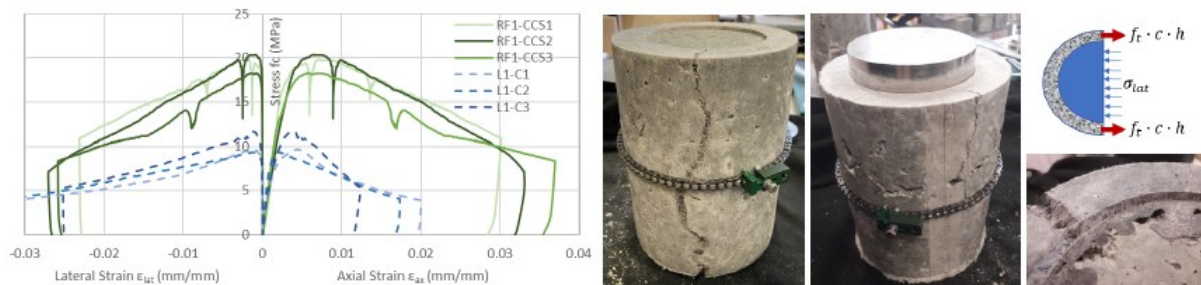 25
20
15
10
5
0
Stress fc (MPa)
RF1-CCS1
RF1-CCS2
RF1-CCS3
L1-C1
L1-C2
L1-C3
-0.03 -0.02 -0.01 0 0.01 0.02 0.03 0.04
Lateral Strain εlat (mm/mm) Axial Strain εax (mm/mm)
ft · c · h
σlat
ft · c · h